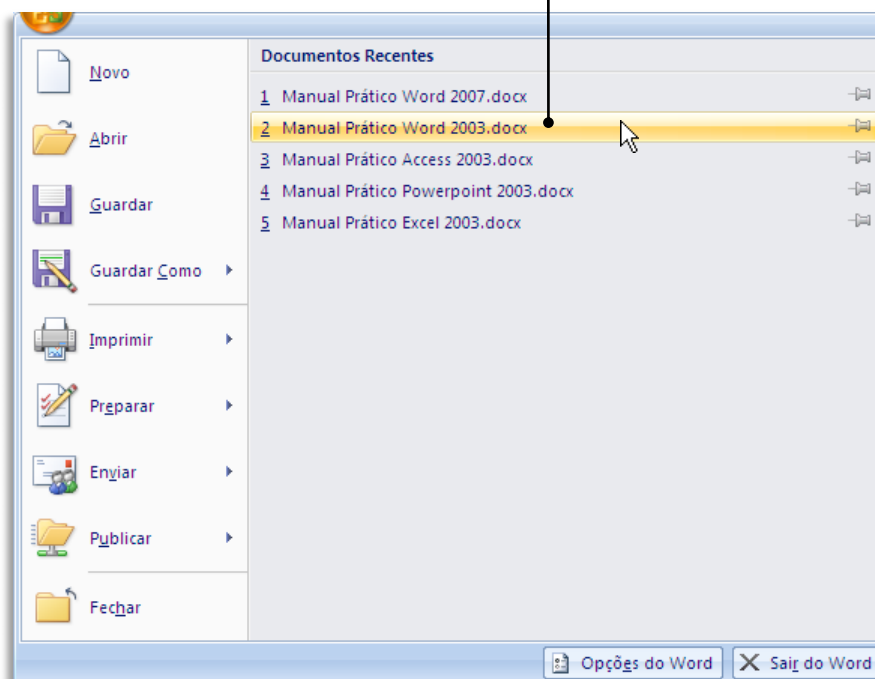 Documentos Recentes
Novo
1 Manual Prático Word 2007.docx
2 Manual Prático Word 2003.docx
Abrir
3 Manual Prático Access 2003.docx
4 Manual Prático Powerpoint 2003.docx
Guardar
5 Manual Prático Excel 2003.docx
Guardar Como
Imprimir
Preparar
Enviar
Publicar
Fechar
Opções do Word
Sair do Word